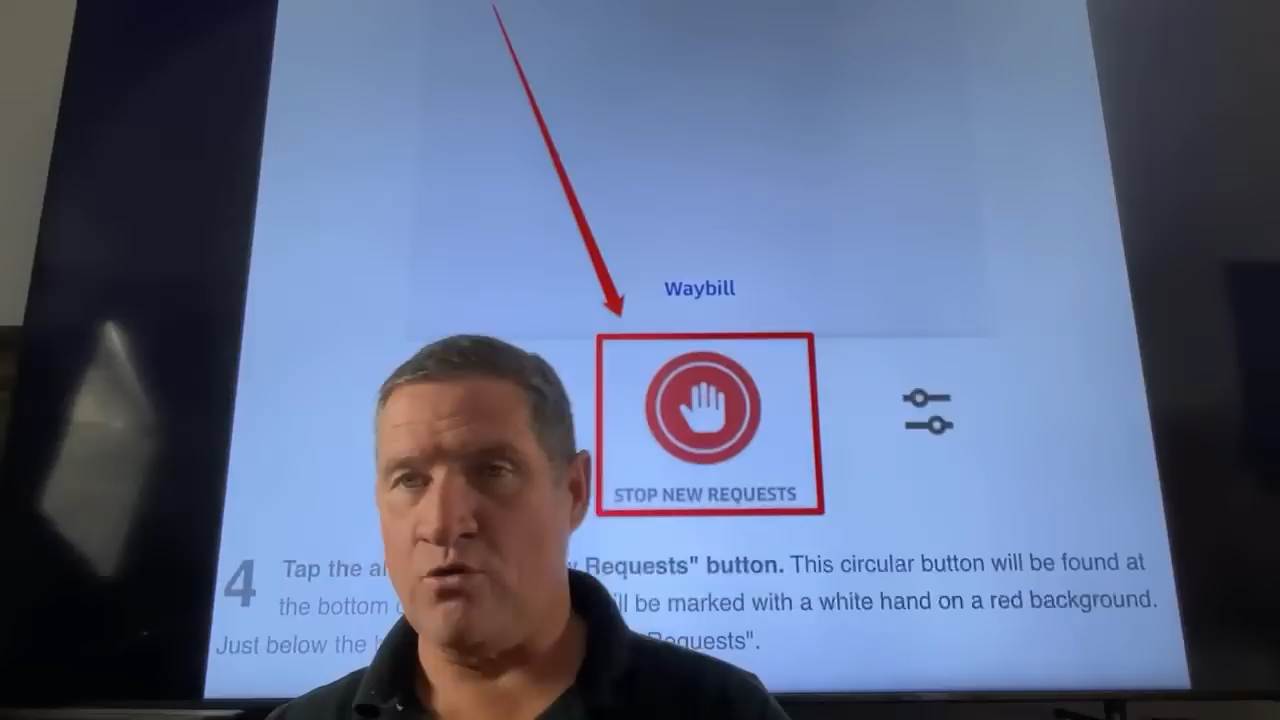 Waybill
STOP NEW REQUESTS
4 Tap the Requests" button. This circular button will be found at
the bottom be marked with a white hand on a red background.
Just below the Requests".